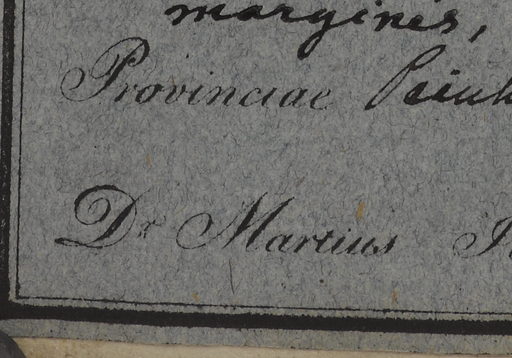 margines,
Provinciae
Dr Martius